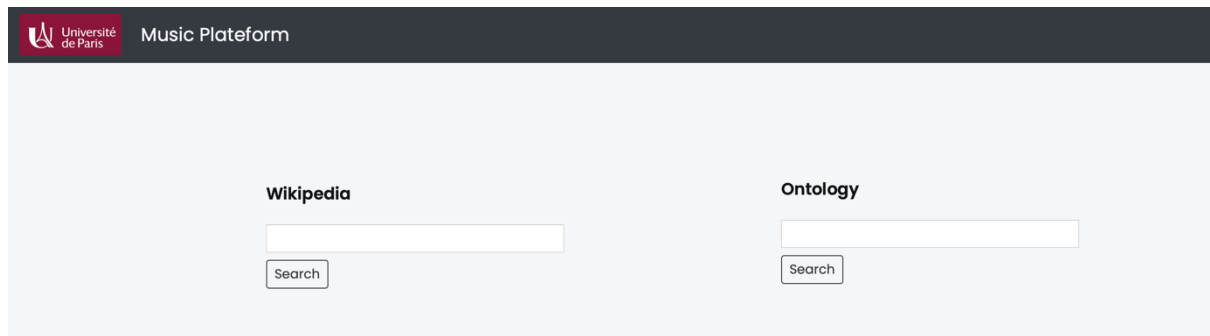 Université
de Paris
Music Plateform
Wikipedia
Search
Ontology
Search